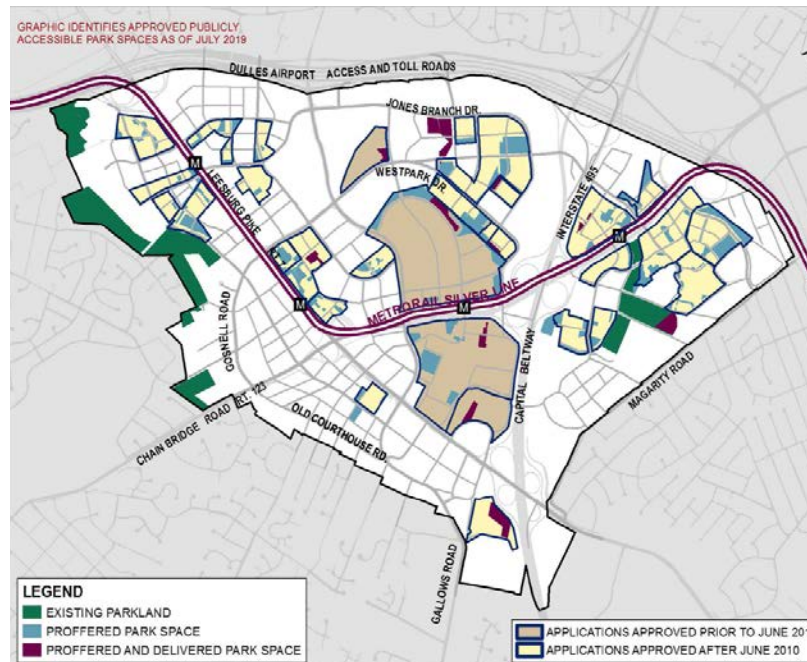 GRAPHIC IDENTIFIES APPROVED PUBLICLY
ACCESSIBLE PARK SPACES AS OF JULY 2019
DULLES AIRPORT ACCESS AND TOLL ROADS
JONES BRANCH DR.
WESTPARK DR.
INTERSTATE 495
M
LEESBURG PIKE
M
M
M
METRORAIL SILVER LINE
GOSNELL ROAD
CAPITAL BELTWAY
MAGARITY ROAD
CHAIN BRIDGE ROAD RT. 123
OLD COURTHOUSE RD.
GALLOWS ROAD
LEGEND
EXISTING PARKLAND
PROFFERED PARK SPACE
PROFFERED AND DELIVERED PARK SPACE
APPLICATIONS APPROVED PRIOR TO JUNE 201
APPLICATIONS APPROVED AFTER JUNE 2010